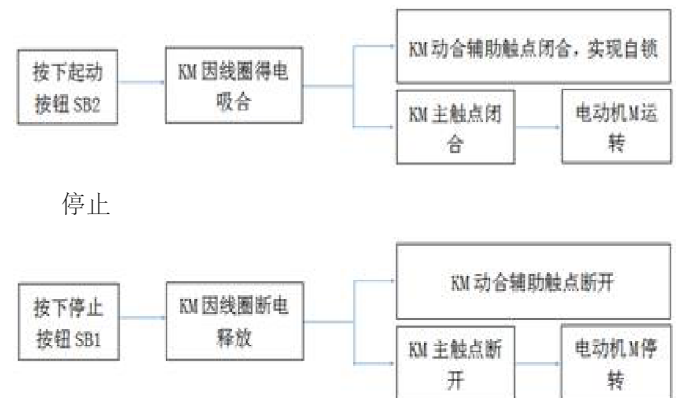 KM 动合辅助触点闭合，实现自锁
按下起动
按钮 SB2
KM 因线圈得电
吸合
KM 主触点闭
合
电动机M运
转
停止
KM 动合辅助触点断开
按下停止
按钮 SB1
KM 因线圈断电
释放
KM 主触点断
开
电动机M停
转